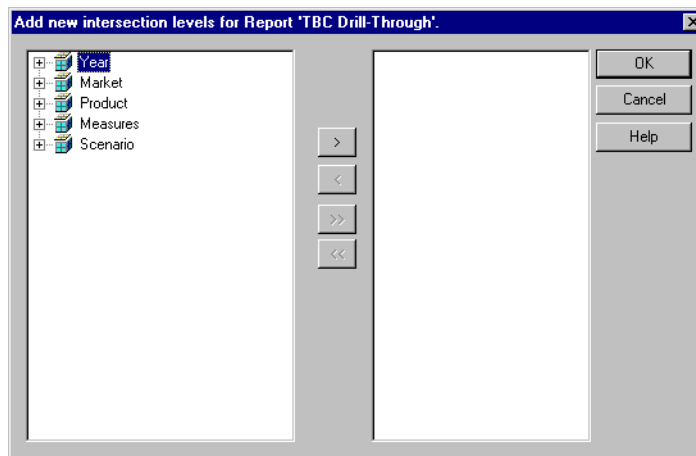 Add new intersection levels for Report 'TBC Drill-Through'.
Year
Market
Product
Measures
Scenario
>
<
>>
<<
OK
Cancel
Help